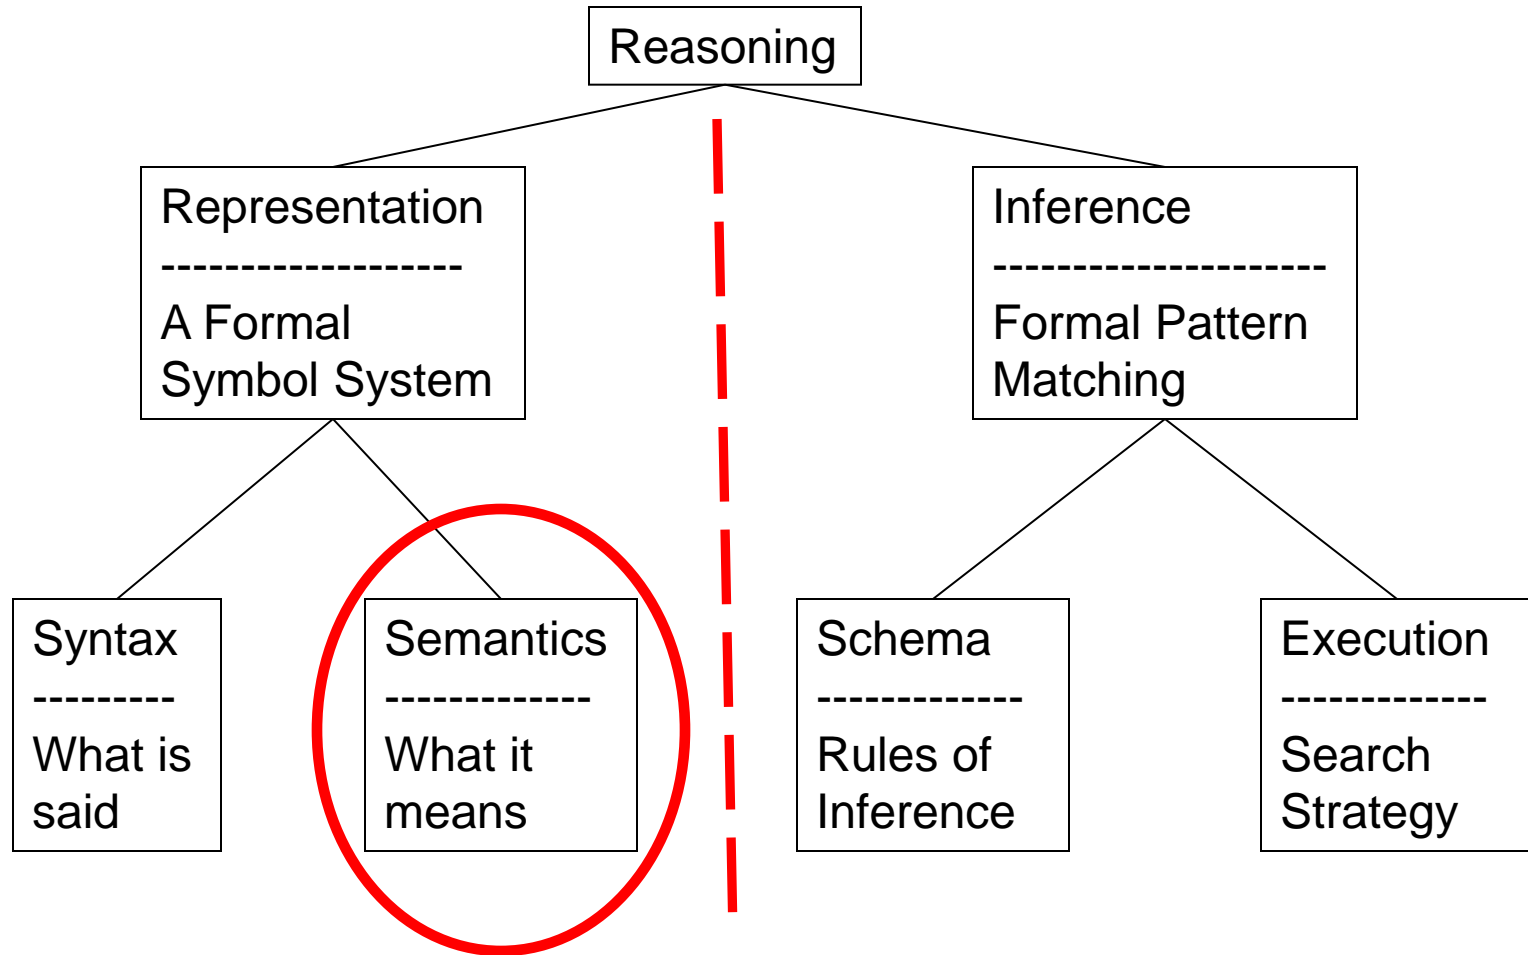 Reasoning
Representation
-------------------
A Formal
Symbol System
Inference
---------------------
Formal Pattern
Matching
Syntax
---------
What is
said
Semantics
-------------
What it
means
Schema
-------------
Rules of
Inference
Execution
-------------
Search
Strategy